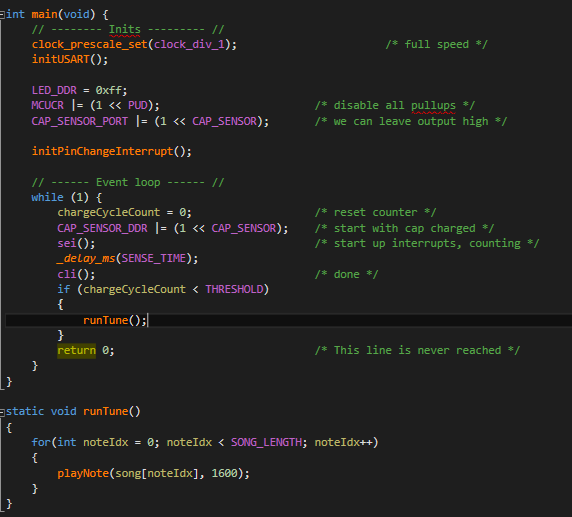 int main(void) {
// -------- Inits --------- //
clock_prescale_set(clock_div_1); /* full speed */
initUSART();
LED_DDR = 0xff;
MCUCR |= (1 << PUD); /* disable all pullups */
CAP_SENSOR_PORT |= (1 << CAP_SENSOR); /* we can leave output high */
initPinChangeInterrupt();
// ------ Event loop ------ //
while (1) {
chargeCycleCount = 0; /* reset counter */
CAP_SENSOR_DDR |= (1 << CAP_SENSOR); /* start with cap charged */
sei(); /* start up interrupts, counting */
_delay_ms(SENSE_TIME);
cli(); /* done */
if (chargeCycleCount < THRESHOLD)
{
runTune();
}
return 0; /* This line is never reached */
}
}
static void runTune()
{
for(int noteIdx = 0; noteIdx < SONG_LENGTH; noteIdx++)
{
playNote(song[noteIdx], 1600);
}
}